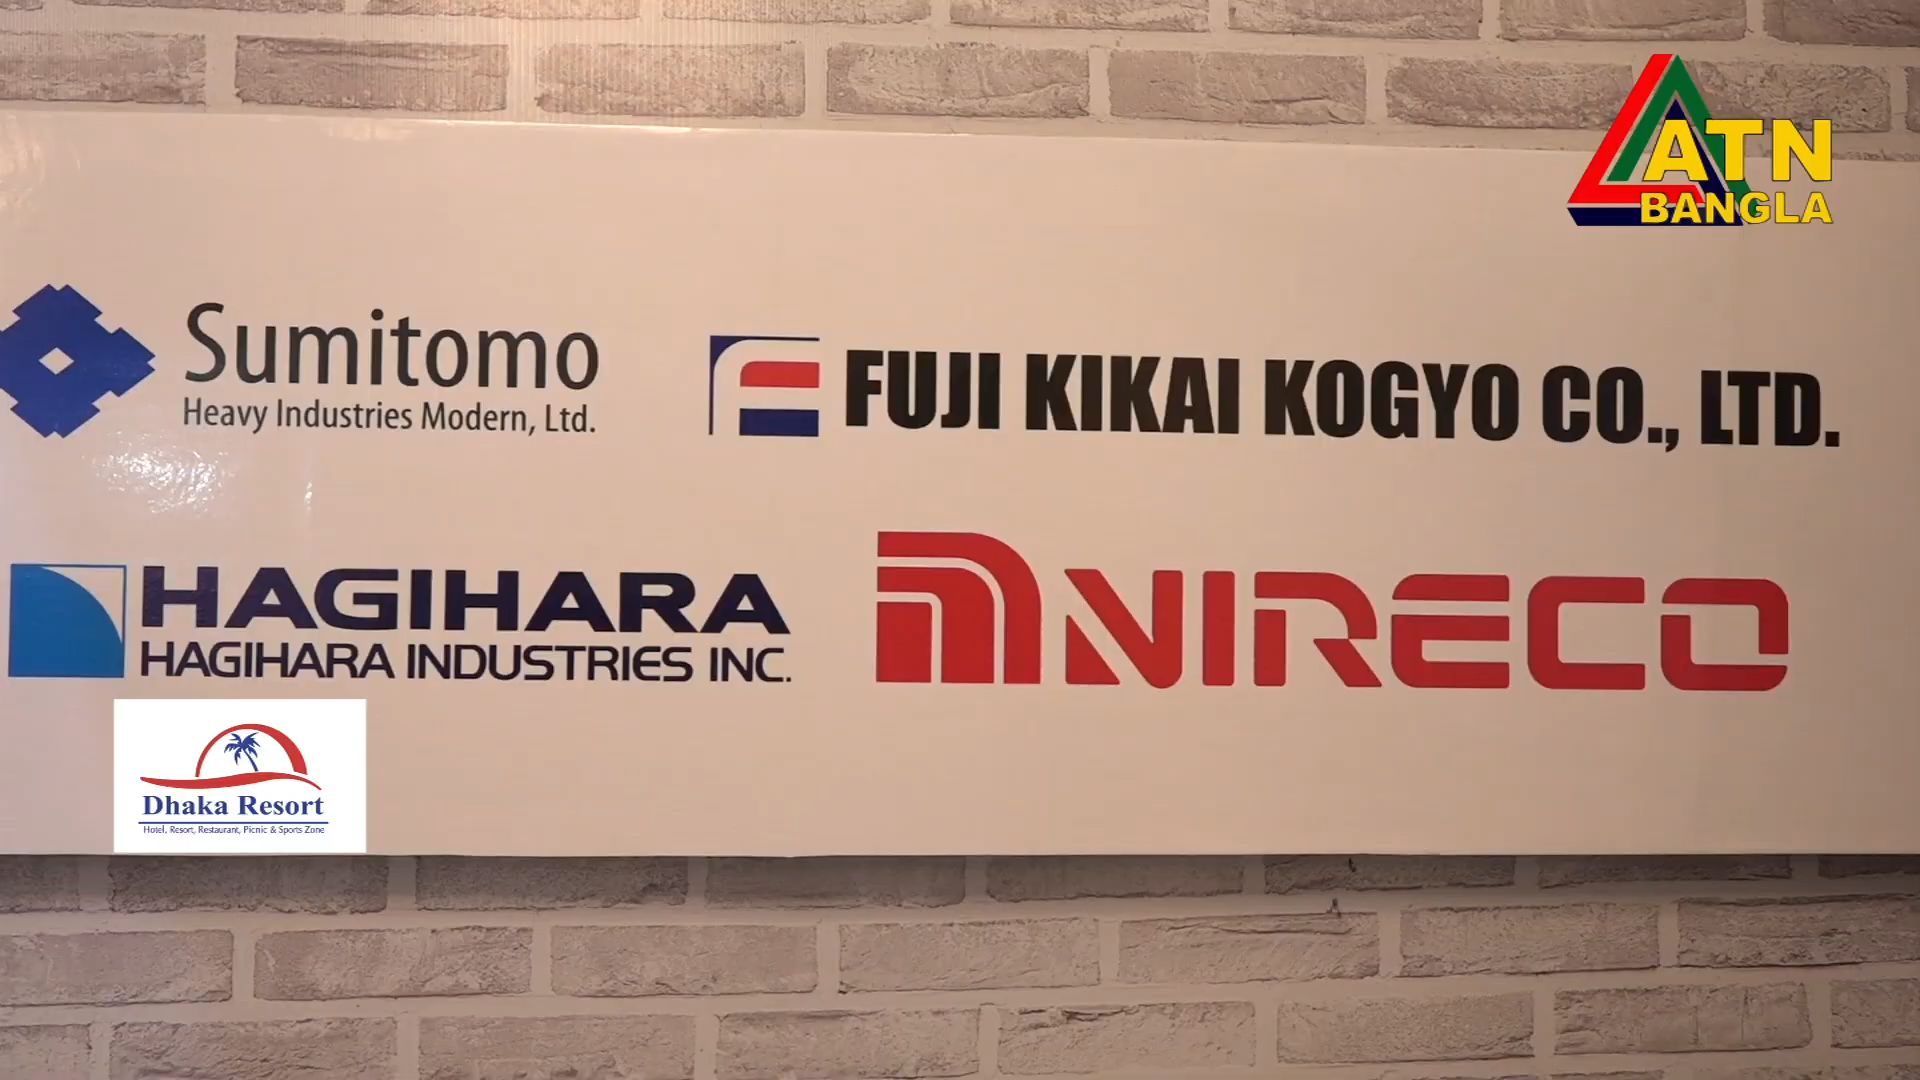 ATN
BANGLA
Sumitomo
Heavy Industries Modern, Ltd.
FUJI KIKAI KOGYO CO., LTD.
HAGIHARA
HAGIHARA INDUSTRIES INC.
NIRECO
Dhaka Resort
Hotel, Resort, Restaurant, Picnic & Sports Zone